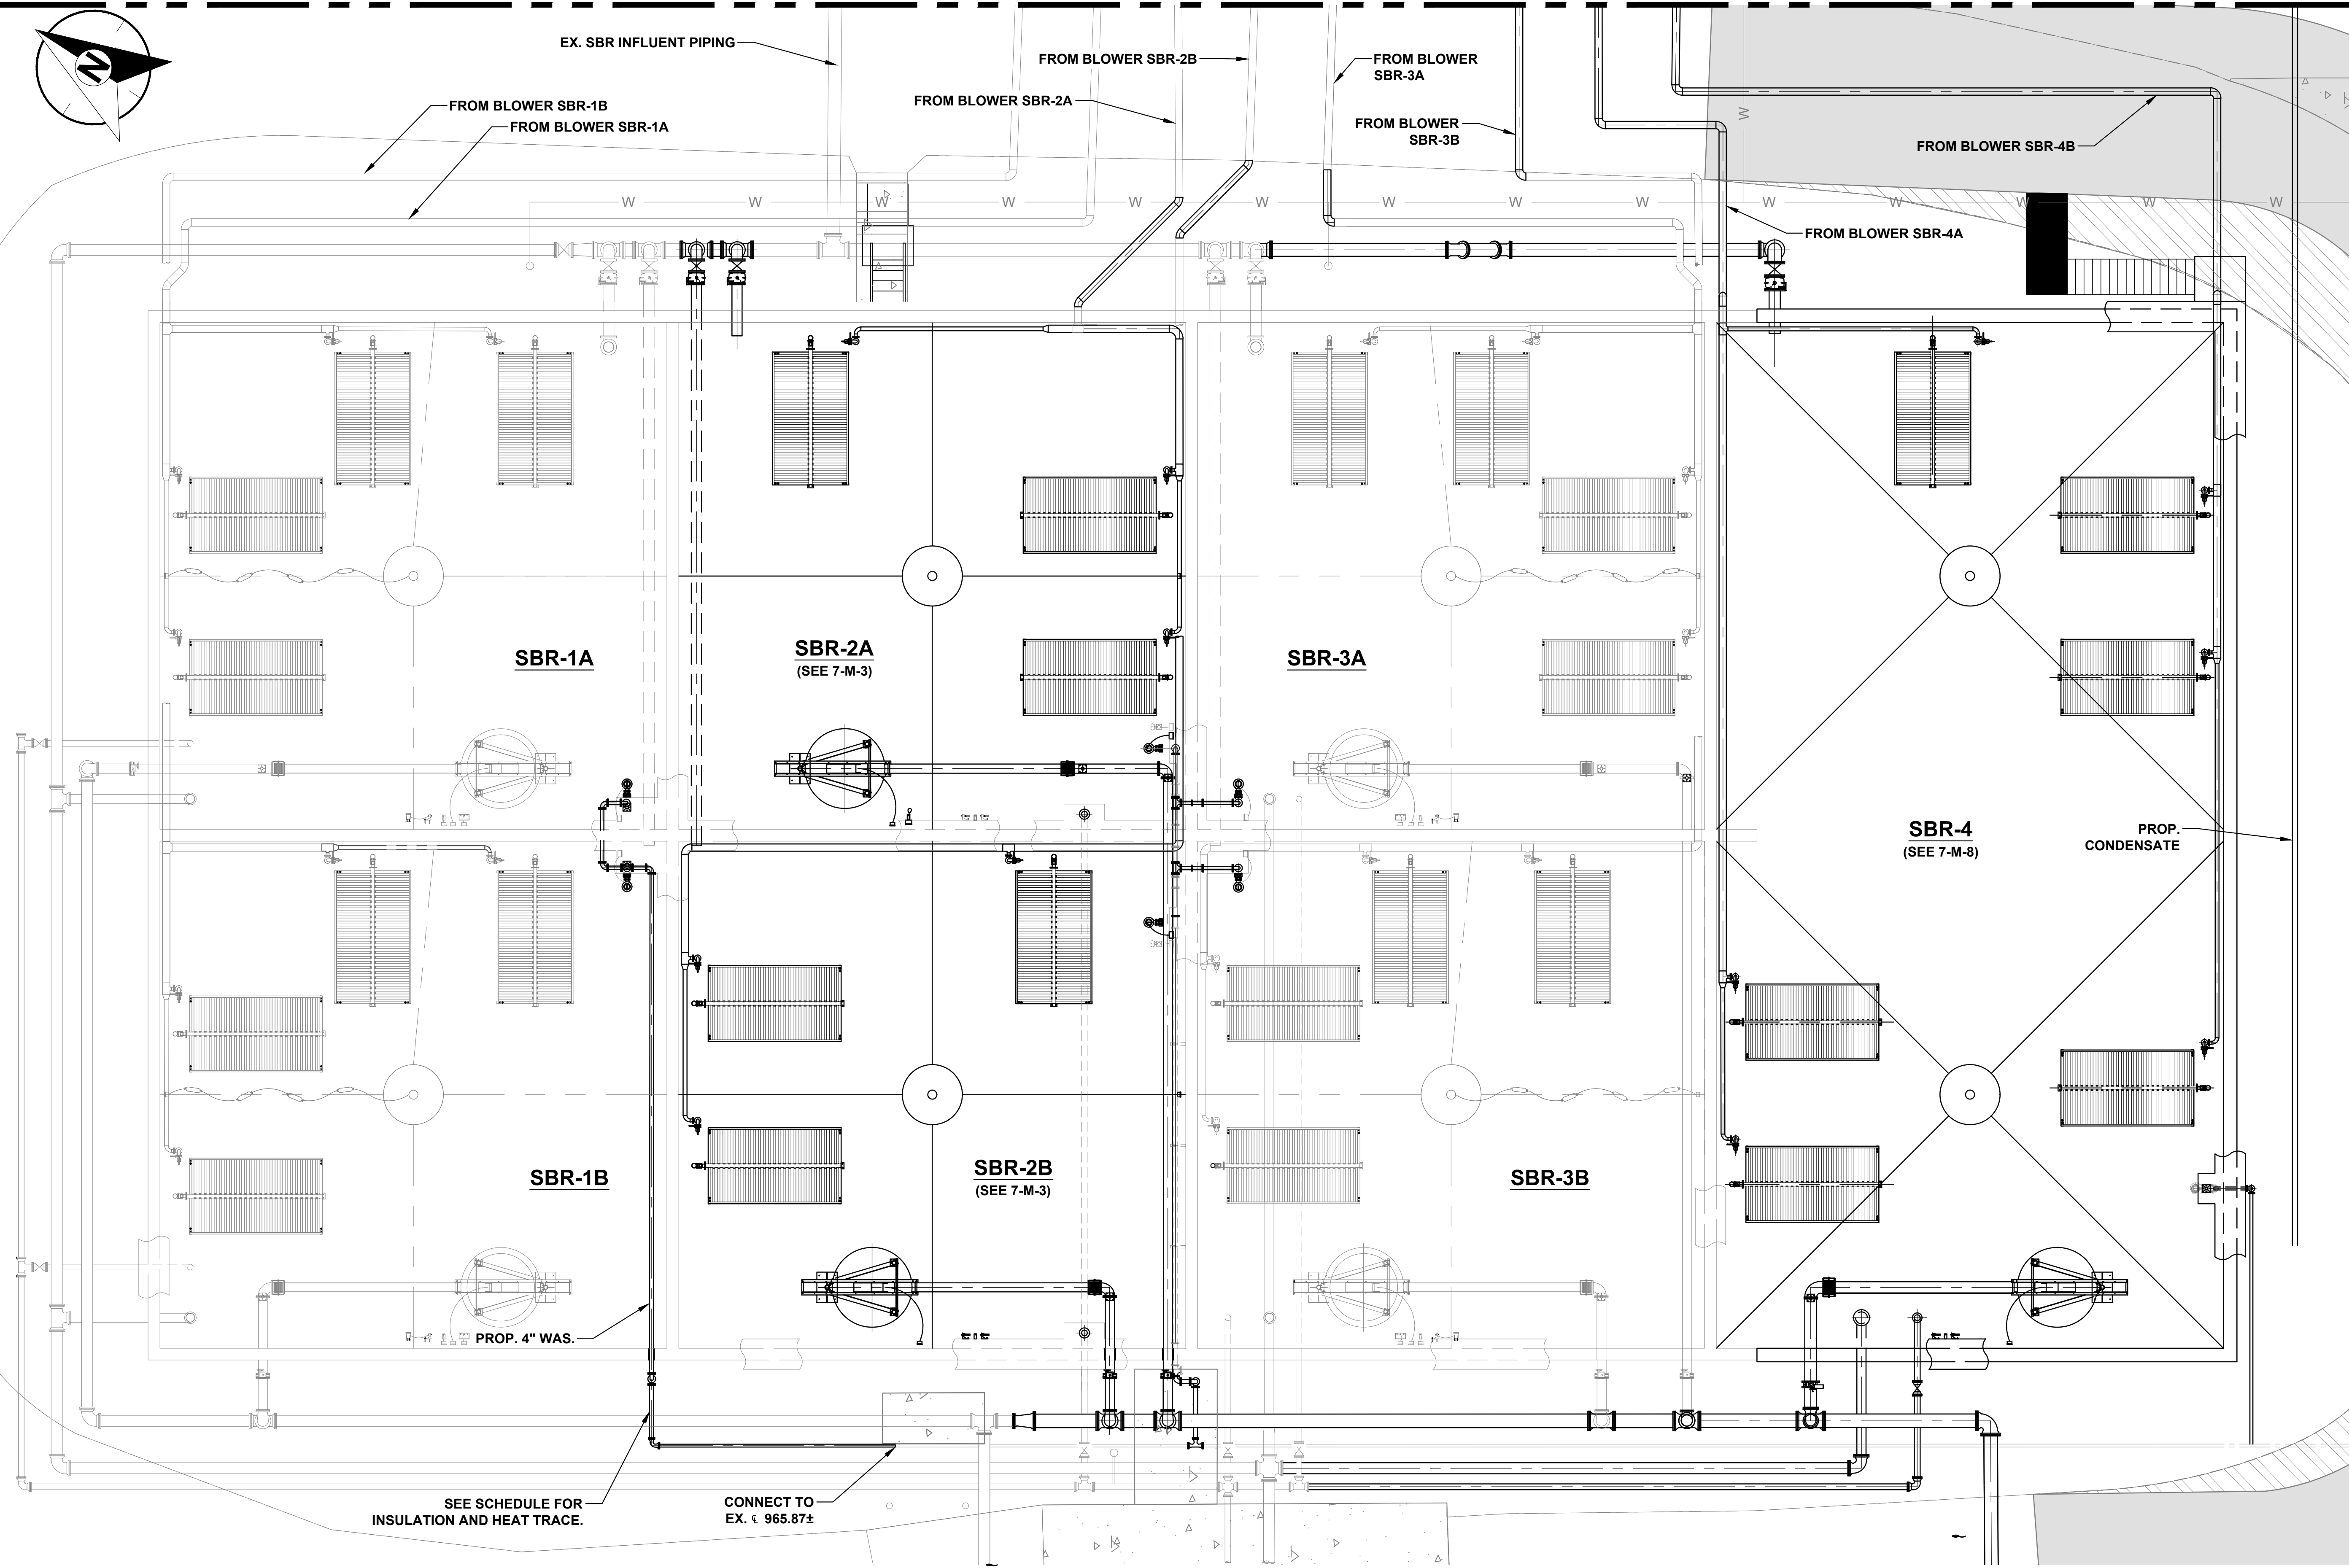 N
EX. SBR INFLUENT PIPING
FROM BLOWER SBR-2B
FROM BLOWER
SBR-3A
FROM BLOWER SBR-1B
FROM BLOWER SBR-2A
FROM BLOWER SBR-1A
FROM BLOWER
SBR-3B
FROM BLOWER SBR-4B
W
W W W W W W W W W W W W W W
FROM BLOWER SBR-4A
SBR-1A
SBR-2A
(SEE 7-M-3)
SBR-3A
SBR-4
(SEE 7-M-8)
PROP.
CONDENSATE
SBR-1B
SBR-2B
(SEE 7-M-3)
SBR-3B
PROP. 4" WAS.
SEE SCHEDULE FOR
INSULATION AND HEAT TRACE.
CONNECT TO
EX. ℄ 965.87±